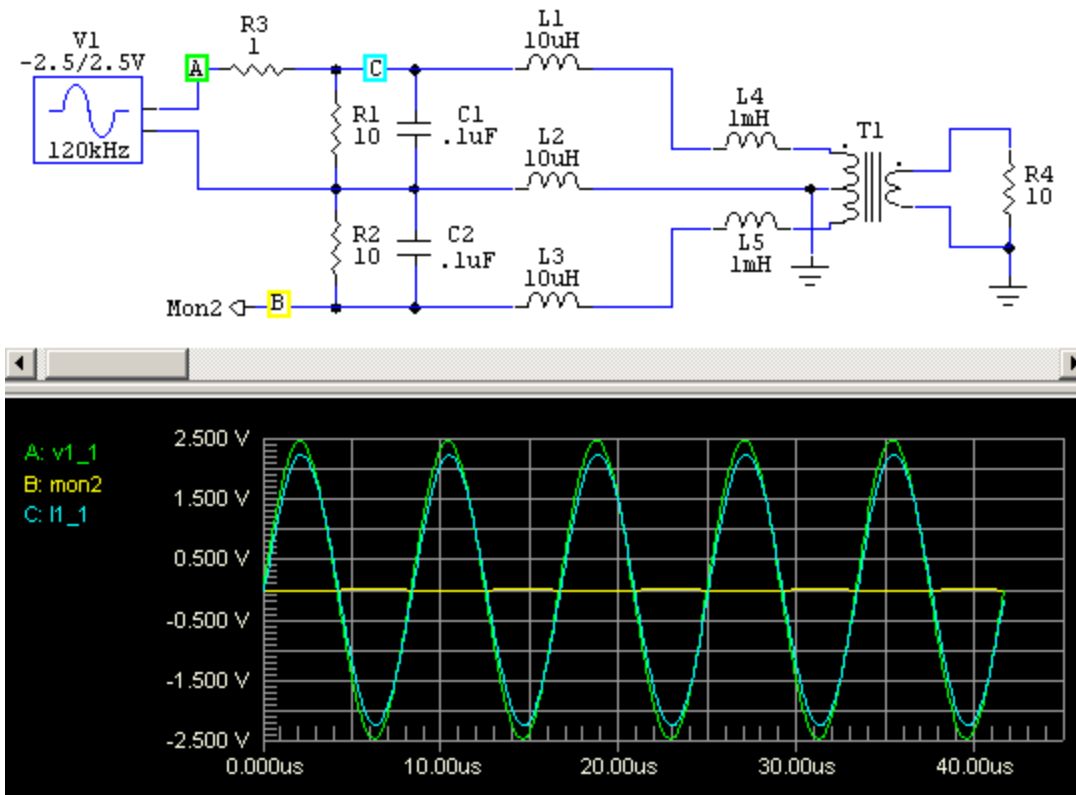 V1
-2.5/2.5V
120kHz
A
R3
1
C
R1
10
C1
.1uF
L1
10uH
L2
10uH
L4
1mH
T1
R4
10
R2
10
C2
.1uF
L3
10uH
L5
1mH
Mon2
B
A: v1_1
B: mon2
C: l1_1
2.500 V
1.500 V
0.500 V
-0.500 V
-1.500 V
-2.500 V
0.000us
10.00us
20.00us
30.00us
40.00us